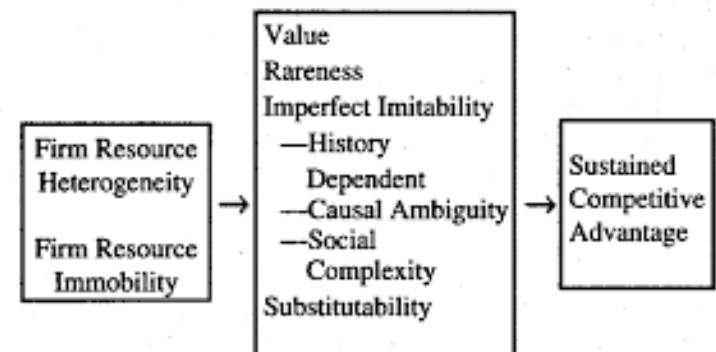 Firm Resource
Heterogeneity
Firm Resource
Immobility
→
Value
Rareness
Imperfect Imitability
—History
Dependent
—Causal Ambiguity
—Social
Complexity
Substitutability
→
Sustained
Competitive
Advantage